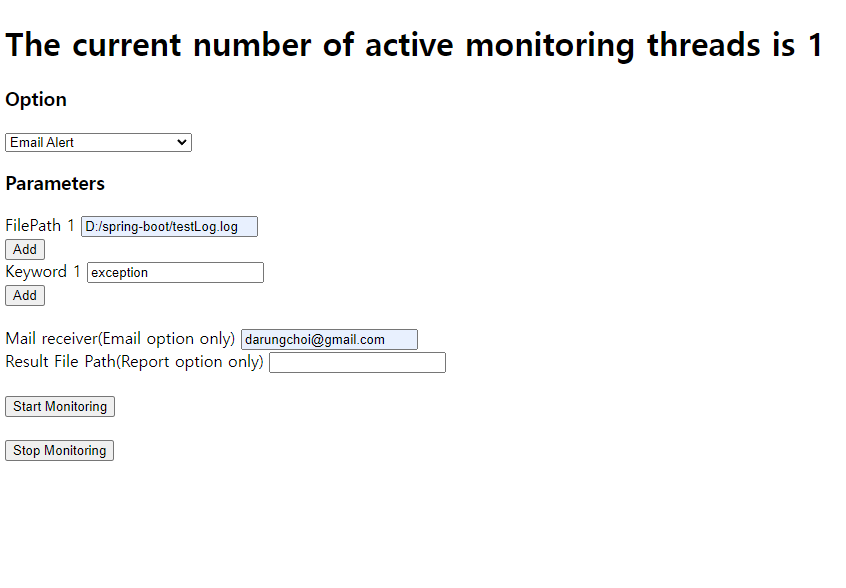 The current number of active monitoring threads is 1
Option
Email Alert
Parameters
FilePath 1 D:/spring-boot/testLog.log
Add
Keyword 1 exception
Add
Mail receiver(Email option only) darungchoi@gmail.com
Result File Path(Report option only)
Start Monitoring
Stop Monitoring